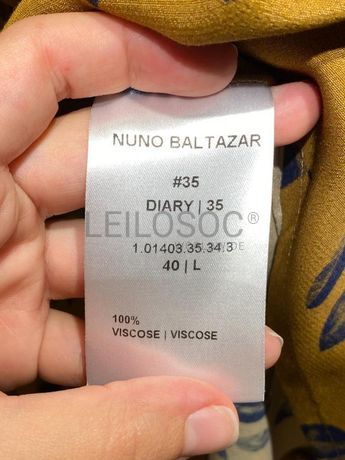 NUNO BALTAZAR
#35
DIARY | 35
LEILOSOC®
1.01403.35.34.3
40 | L
100%
VISCOSE | VISCOSE